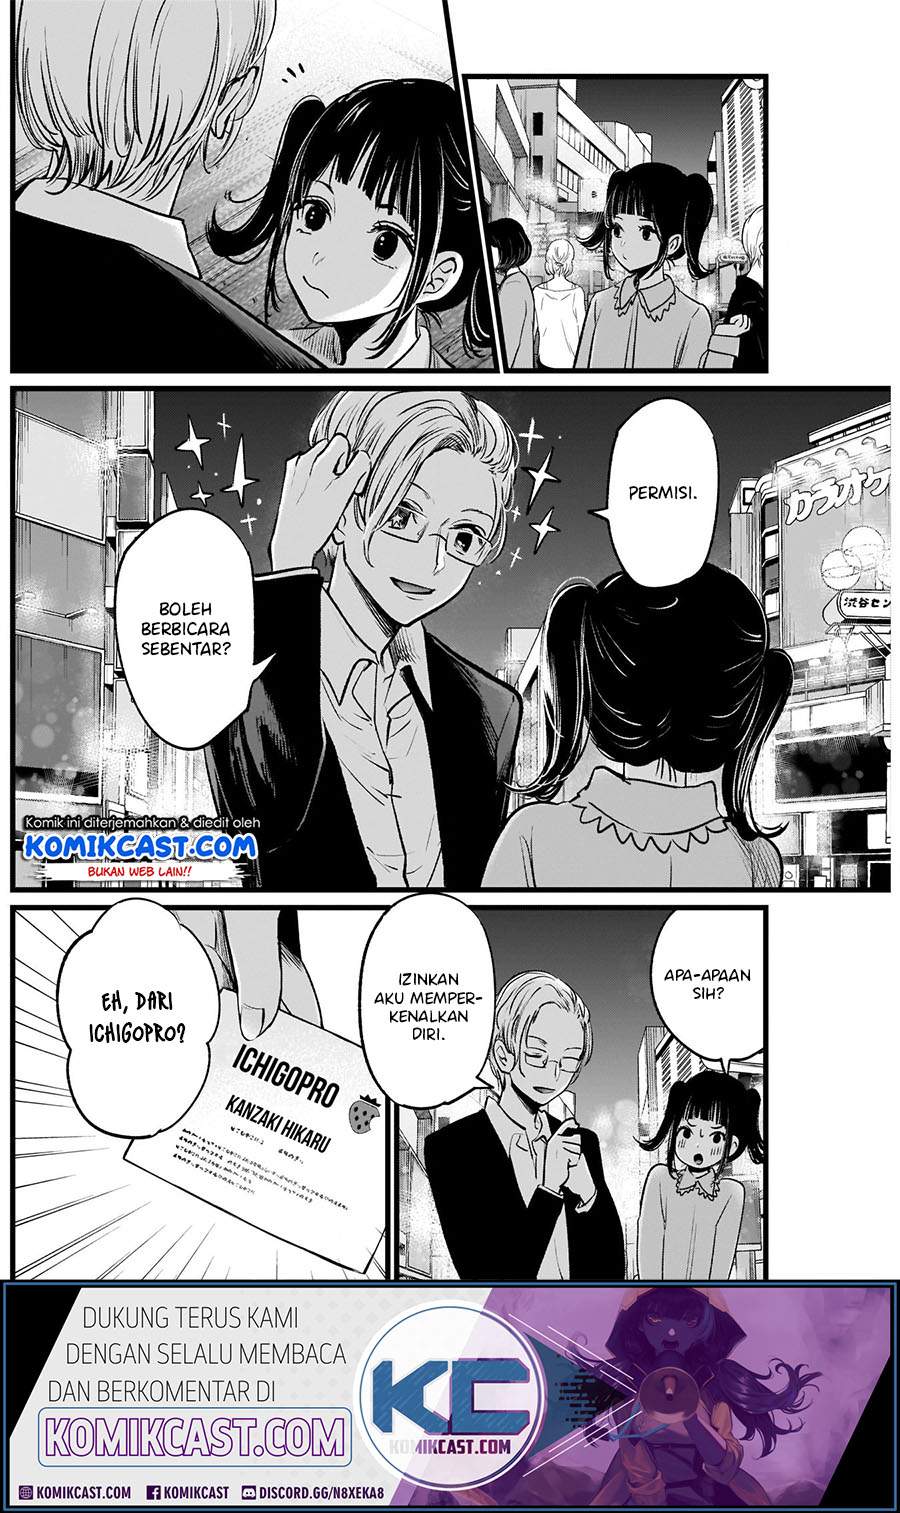 カラオケ
渋谷セン
PERMISI.
BOLEH
BERBICARA
SEBENTAR?
Komik ini diterjemahkan & diedit oleh
KOMIKCAST.COM
BUKAN WEB LAIN!!
APA-APAAN
SIH?
IZINKAN
AKU MEMPER-
KENALKAN
DIRI.
EH, DARI
ICHIGOPRO?
ICHIGOPRO
KANZAKI HIKARU
DUKUNG TERUS KAMI
DENGAN SELALU MEMBACA
DAN BERKOMENTAR DI
KOMIKCAST.COM
KC
KOMIKCAST.COM
KOMIKCAST.COM
KOMIKCAST
DISCORD.GG/N8XEKA8